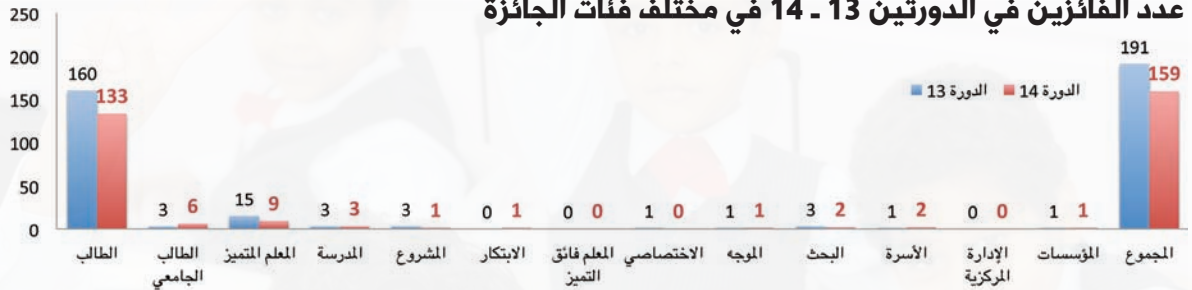 عدد الفائزين في الدورتين 13 ـ 14 في مختلف فئات الجائزة
250
200
150
100
50
0
الدورة 13
الدورة 14
160 133
3 6
15 9
3 3
3 1
0 1
0 0
1 0
1 1
3 2
1 2
0 0
1 1
191 159
الطالب
الطالب
الجامعي
المعلم المتميز
المدرسة
المشروع
الابتكار
المعلم فائق
التميز
الاختصاصي
الموجه
البحث
الأسرة
الإدارة
المركزية
المؤسسات
المجموع